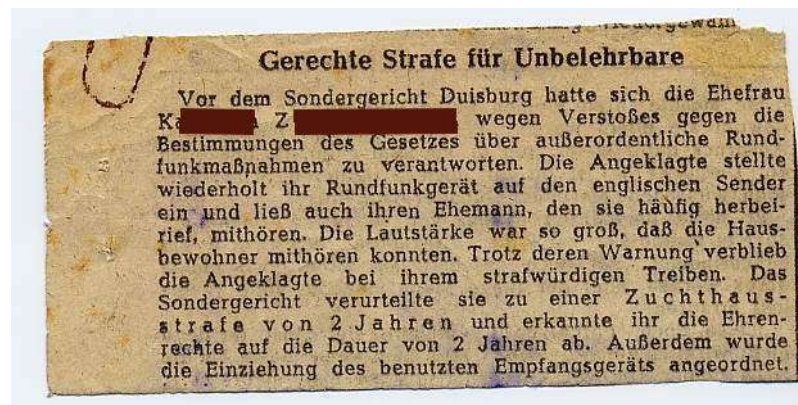 Gerechte Strafe für Unbelehrbare
Vor dem Sondergericht Duisburg hatte sich die Ehefrau
Ka Z wegen Verstoßes gegen die
Bestimmungen des Gesetzes über außerordentliche Rund-
funkmaßnahmen zu verantworten. Die Angeklagte stellte
wiederholt ihr Rundfunkgerät auf den englischen Sender
ein und ließ auch ihren Ehemann, den sie häufig herbei-
rief, mithören. Die Lautstärke war so groß, daß die Haus-
bewohner mithören konnten. Trotz deren Warnung verblieb
die Angeklagte bei ihrem strafwürdigen Treiben. Das
Sondergericht verurteilte sie zu einer Zuchthaus-
strafe von 2 Jahren und erkannte ihr die Ehren-
rechte auf die Dauer von 2 Jahren ab. Außerdem wurde
die Einziehung des benutzten Empfangsgeräts angeordnet.